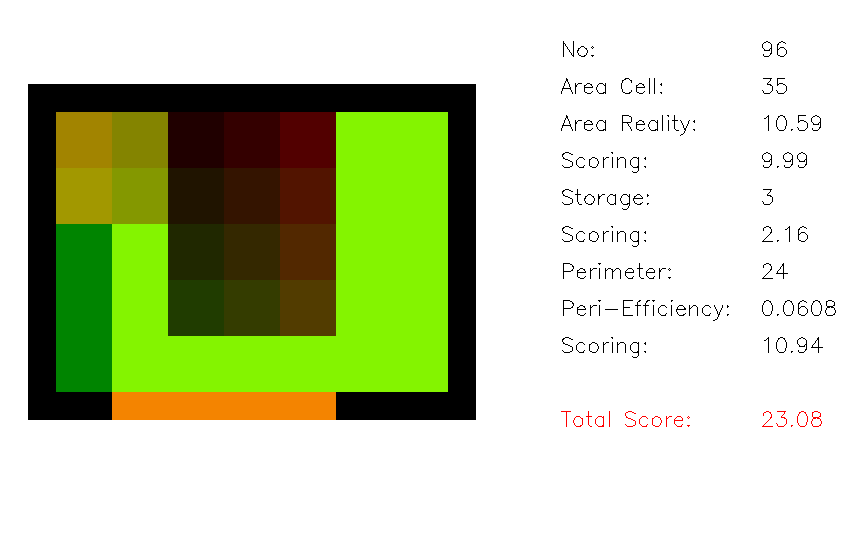 No: 96
Area Cell: 35
Area Reality: 10.59
Scoring: 9.99
Storage: 3
Scoring: 2.16
Perimeter: 24
Peri-Efficiency: 0.0608
Scoring: 10.94
Total Score: 23.08